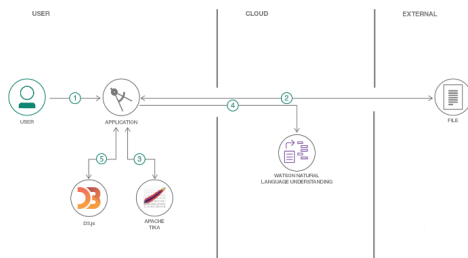 USER
CLOUD
EXTERNAL
1
2
4
USER
APPLICATION
FILE
5
3
WATSON NATURAL
LANGUAGE UNDERSTANDING
D3.js
APACHE
TIKA